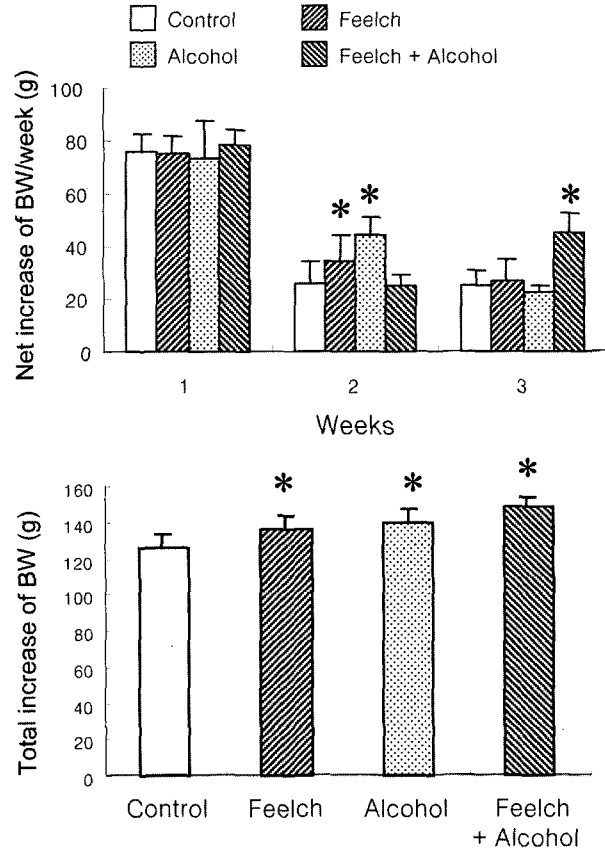 Control
Feelch
Alcohol
Feelch + Alcohol
Net increase of BW/week (g)
100
80
60
40
20
0
*
*
*
1
2
3
Weeks
Total increase of BW (g)
160
140
120
100
80
60
40
20
0
*
*
*
Control
Feelch
Alcohol
Feelch
+ Alcohol